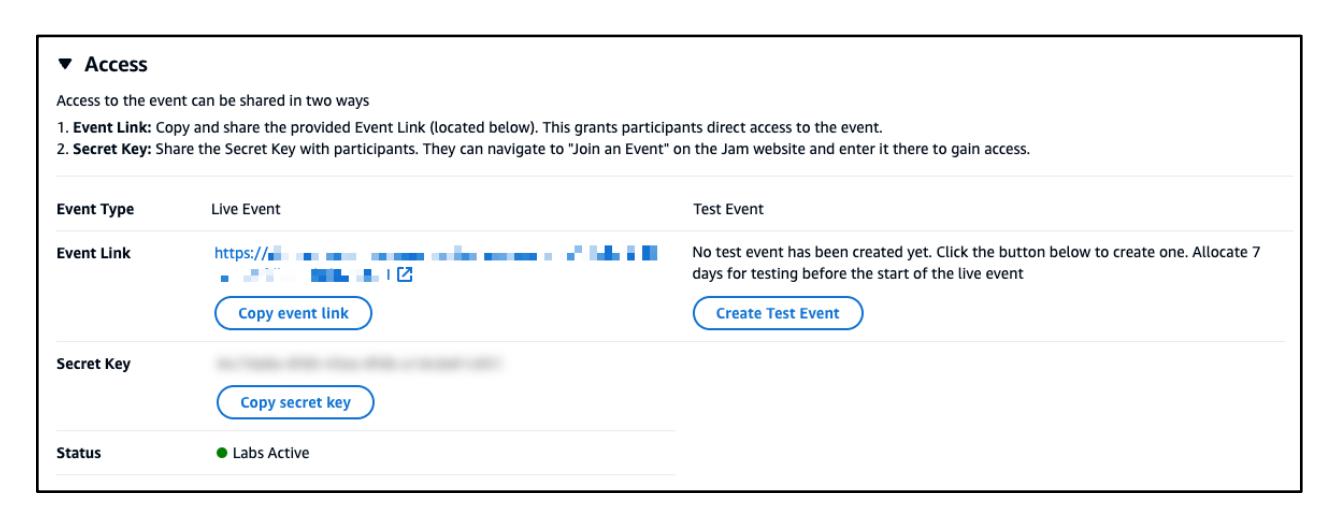 Access
Access to the event can be shared in two ways
1. Event Link: Copy and share the provided Event Link (located below). This grants participants direct access to the event.
2. Secret Key: Share the Secret Key with participants. They can navigate to "Join an Event" on the Jam website and enter it there to gain access.
Event Type Live Event Test Event
Event Link https:// No test event has been created yet. Click the button below to create one. Allocate 7
days for testing before the start of the live event
Copy event link Create Test Event
Secret Key
Copy secret key
Status Labs Active